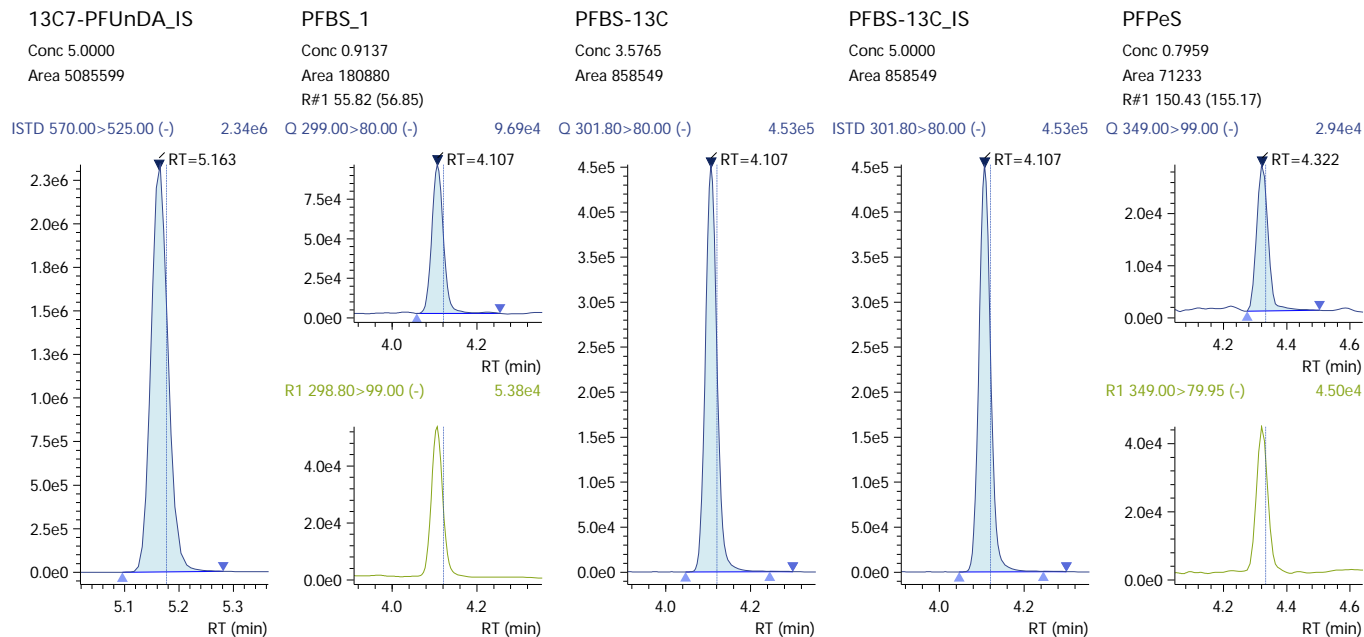 13C7-PFUnDA_IS
Conc 5.0000
Area 5085599
ISTD 570.00>525.00 (-) 2.34e6
RT=5.163
2.3e6
2.0e6
1.8e6
1.5e6
1.3e6
1.0e6
7.5e5
5.0e5
2.5e5
0.0e0
5.1 5.2 5.3
RT (min)
PFBS_1
Conc 0.9137
Area 180880
R#1 55.82 (56.85)
Q 299.00>80.00 (-) 9.69e4
RT=4.107
7.5e4
5.0e4
2.5e4
0.0e0
4.0 4.2
RT (min)
R1 298.80>99.00 (-) 5.38e4
4.0e4
2.0e4
0.0e0
4.0 4.2
RT (min)
PFBS-13C
Conc 3.5765
Area 858549
Q 301.80>80.00 (-) 4.53e5
RT=4.107
4.5e5
4.0e5
3.5e5
3.0e5
2.5e5
2.0e5
1.5e5
1.0e5
5.0e4
0.0e0
4.0 4.2
RT (min)
PFBS-13C_IS
Conc 5.0000
Area 858549
ISTD 301.80>80.00 (-) 4.53e5
RT=4.107
4.5e5
4.0e5
3.5e5
3.0e5
2.5e5
2.0e5
1.5e5
1.0e5
5.0e4
0.0e0
4.0 4.2
RT (min)
PFPeS
Conc 0.7959
Area 71233
R#1 150.43 (155.17)
Q 349.00>99.00 (-) 2.94e4
RT=4.322
2.0e4
1.0e4
0.0e0
4.2 4.4 4.6
RT (min)
R1 349.00>79.95 (-) 4.50e4
4.0e4
2.0e4
0.0e0
4.2 4.4 4.6
RT (min)